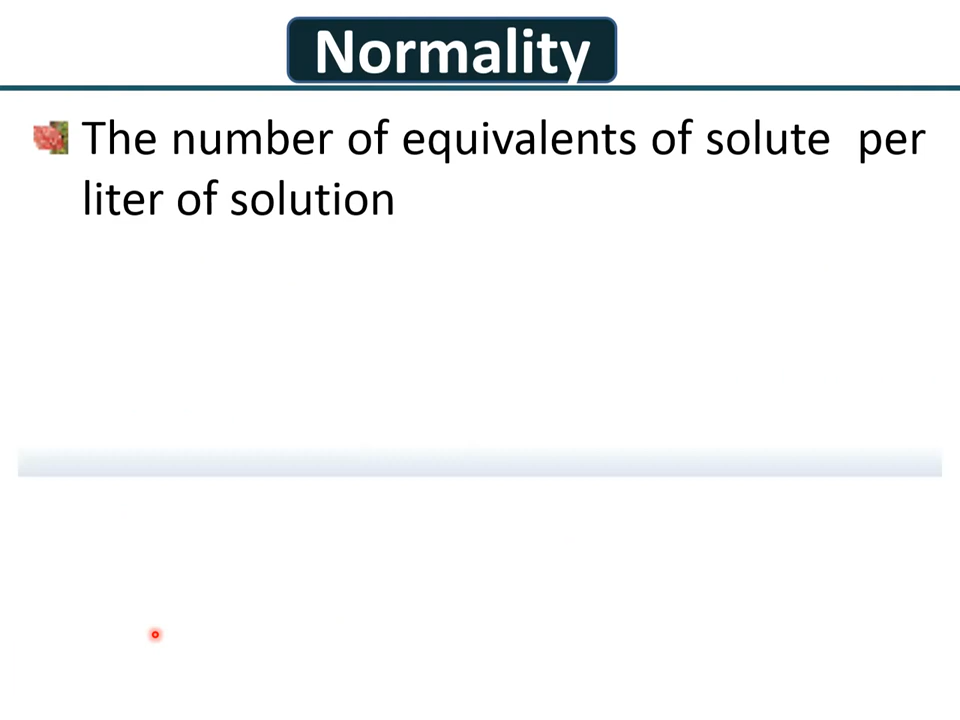 Normality
The number of equivalents of solute per
liter of solution